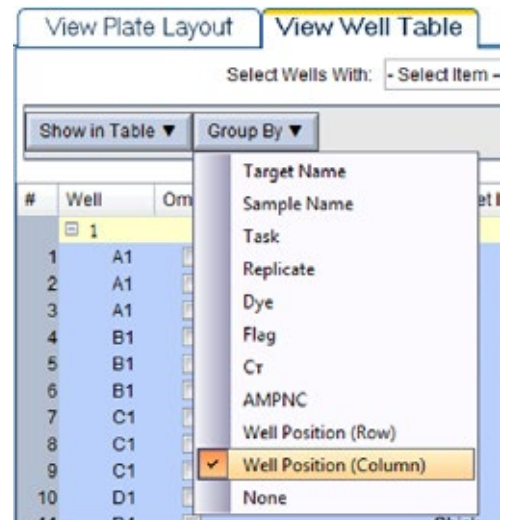 View Plate Layout View Well Table
Select Wells With: - Select Item -
Show in Table ▼ Group By ▼
Target Name
Sample Name
Task
Replicate
Dye
Flag
Cт
AMPNC
Well Position (Row)
Well Position (Column)
None
# Well Om
1
1 A1
2 A1
3 A1
4 B1
5 B1
6 B1
7 C1
8 C1
9 C1
10 D1